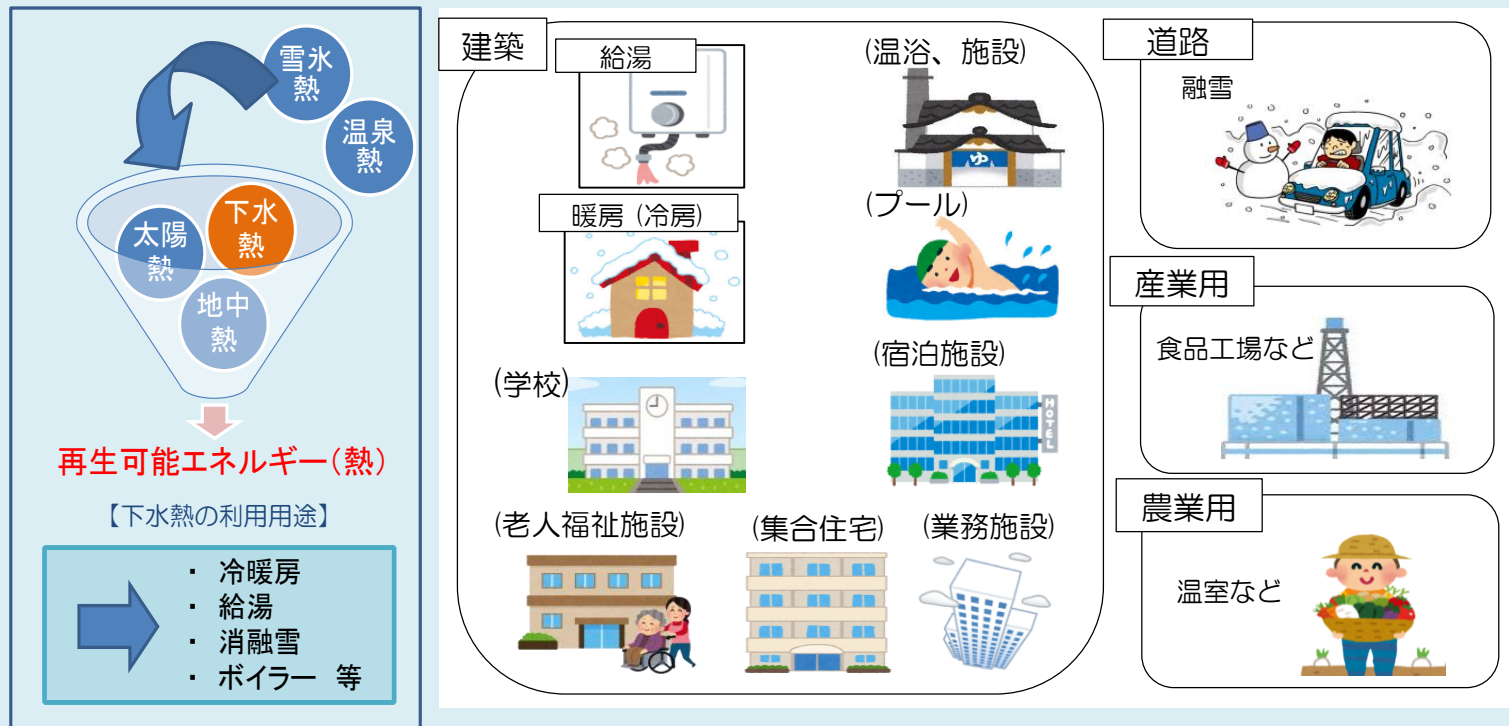 雪氷
熱
温泉
熱
下水
熱
太陽
熱
地中
熱
再生可能エネルギー(熱)
【下水熱の利用用途】
・ 冷暖房
・ 給湯
・ 消融雪
・ ボイラー 等
建築
給湯
(温浴、施設)
ゆ
暖房 (冷房)
(プール)
(学校)
(宿泊施設)
HOTEL
(老人福祉施設)
(集合住宅)
(業務施設)
道路
融雪
産業用
食品工場など
農業用
温室など